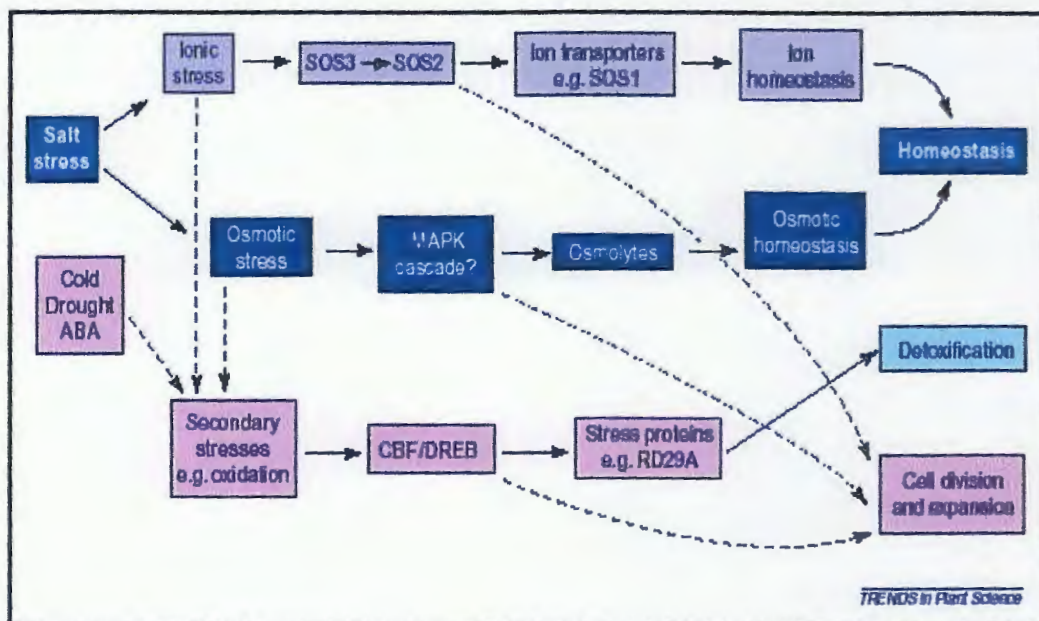 Ionic
stress
SOS3 → SOS2
Ion transporters
e.g. SOS1
Ion
homeostasis
Salt
stress
Homeostasis
Osmotic
stress
MAPK
cascade?
Osmolytes
Osmotic
homeostasis
Cold
Drought
ABA
Detoxification
Secondary
stresses
e.g. oxidation
CBF/DREB
Stress proteins
e.g. RD29A
Cell division
and expansion
TRENDS in Plant Science